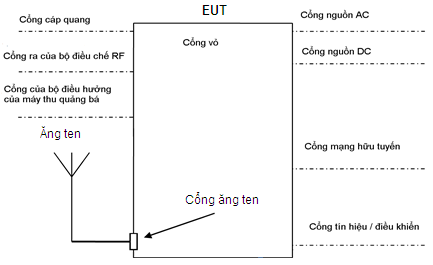 EUT
Cổng cáp quang
Cổng nguồn AC
Cổng vỏ
Cổng ra của bộ điều chế RF
Cổng nguồn DC
Cổng của bộ điều hướng
của máy thu quảng bá
Ăng ten
Cổng mạng hữu tuyến
Cổng ăng ten
Cổng tín hiệu / điều khiển